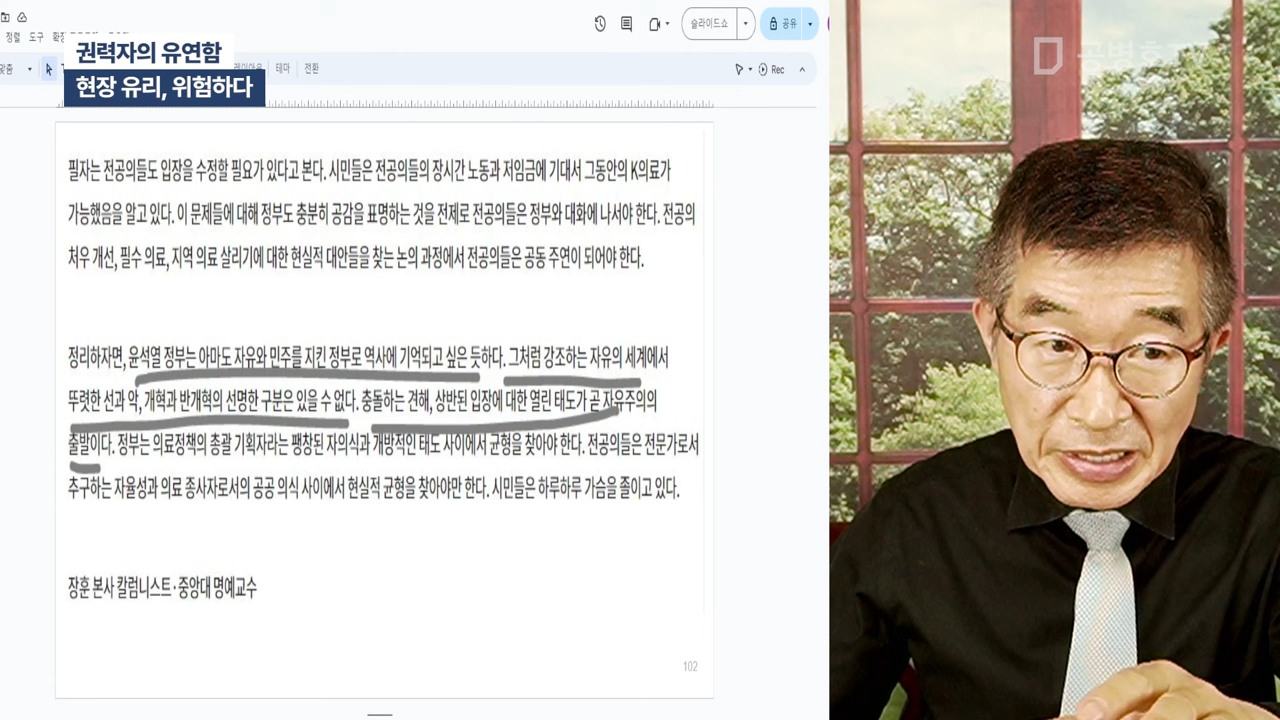 정렬 도구
권력자의 유연함
현장 유리, 위험하다
맞춤
테마
전환
슬라이드쇼
공유
Rec
공병호
필자는 전공의들도 입장을 수정할 필요가 있다고 본다. 시민들은 전공의들의 장시간 노동과 저임금에 기대서 그동안의 K의료가
가능했음을 알고 있다. 이 문제들에 대해 정부도 충분히 공감을 표명하는 것을 전제로 전공의들은 정부와 대화에 나서야 한다. 전공의
처우 개선, 필수 의료, 지역 의료 살리기에 대한 현실적 대안들을 찾는 논의 과정에서 전공의들은 공동 주연이 되어야 한다.
정리하자면, 윤석열 정부는 아마도 자유와 민주를 지킨 정부로 역사에 기억되고 싶은 듯하다. 그처럼 강조하는 자유의 세계에서
뚜렷한 선과 악, 개혁과 반개혁의 선명한 구분은 있을 수 없다. 충돌하는 견해, 상반된 입장에 대한 열린 태도가 곧 자유주의의
출발이다. 정부는 의료정책의 총괄 기획자라는 팽창된 자의식과 개방적인 태도 사이에서 균형을 찾아야 한다. 전공의들은 전문가로서
추구하는 자율성과 의료 종사자로서의 공공 의식 사이에서 현실적 균형을 찾아야만 한다. 시민들은 하루하루 가슴을 졸이고 있다.
장훈 본사 칼럼니스트·중앙대 명예교수
102